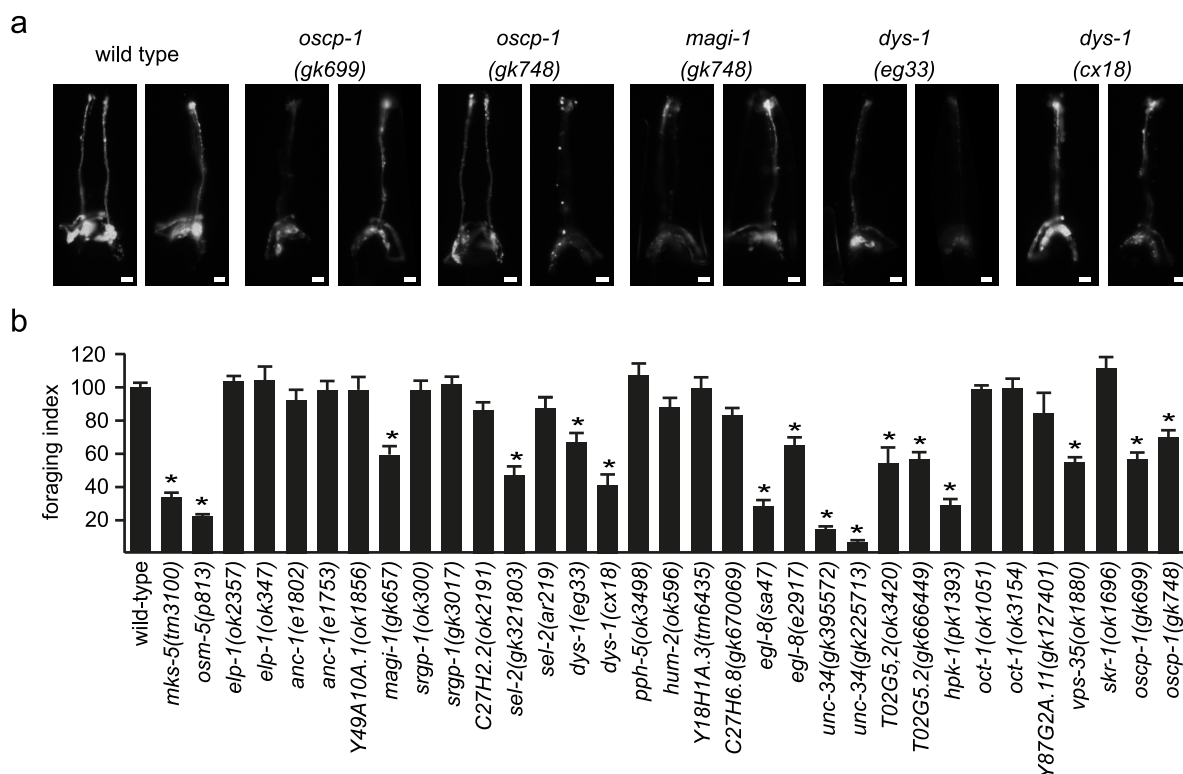 a
wild type
oscp-1
(gk699)
oscp-1
(gk748)
magi-1
(gk748)
dys-1
(eg33)
dys-1
(cx18)
b
foraging index
120
100
80
60
40
20
* * * * * * * * * * * * * * * *
wild-type
mks-5(tm3100)
osm-5(p813)
elp-1(ok2357)
elp-1(ok347)
anc-1(e1802)
anc-1(e1753)
Y49A10A.1(ok1856)
magi-1(gk657)
srgp-1(ok300)
srgp-1(gk3017)
C27H2.2(ok2191)
sel-2(gk321803)
sel-2(ar219)
dys-1(eg33)
dys-1(cx18)
pph-5(ok3498)
hum-2(ok596)
Y18H1A.3(tm6435)
C27H6.8(gk670069)
egl-8(sa47)
egl-8(e2917)
unc-34(gk395572)
unc-34(gk225713)
T02G5,2(ok3420)
T02G5.2(gk666449)
hpk-1(pk1393)
oct-1(ok1051)
oct-1(ok3154)
Y87G2A.11(gk127401)
vps-35(ok1880)
skr-1(ok1696)
oscp-1(gk699)
oscp-1(gk748)